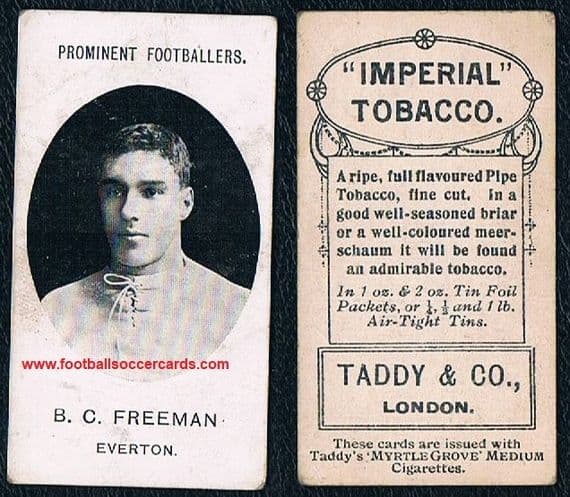 PROMINENT FOOTBALLERS.
www.footballsoccercards.com
B. C. FREEMAN.
EVERTON.
"IMPERIAL"
TOBACCO.
A ripe, full flavoured Pipe
Tobacco, fine cut. In a
good well-seasoned briar
or a well-coloured meer-
schaum it will be found
an admirable tobacco.
In 1 oz. & 2 oz. Tin Foil
Packets, or ¼, ½ and 1 lb.
Air-Tight Tins.
TADDY & CO.,
LONDON.
These cards are issued with
Taddy's 'MYRTLE GROVE' MEDIUM
Cigarettes.